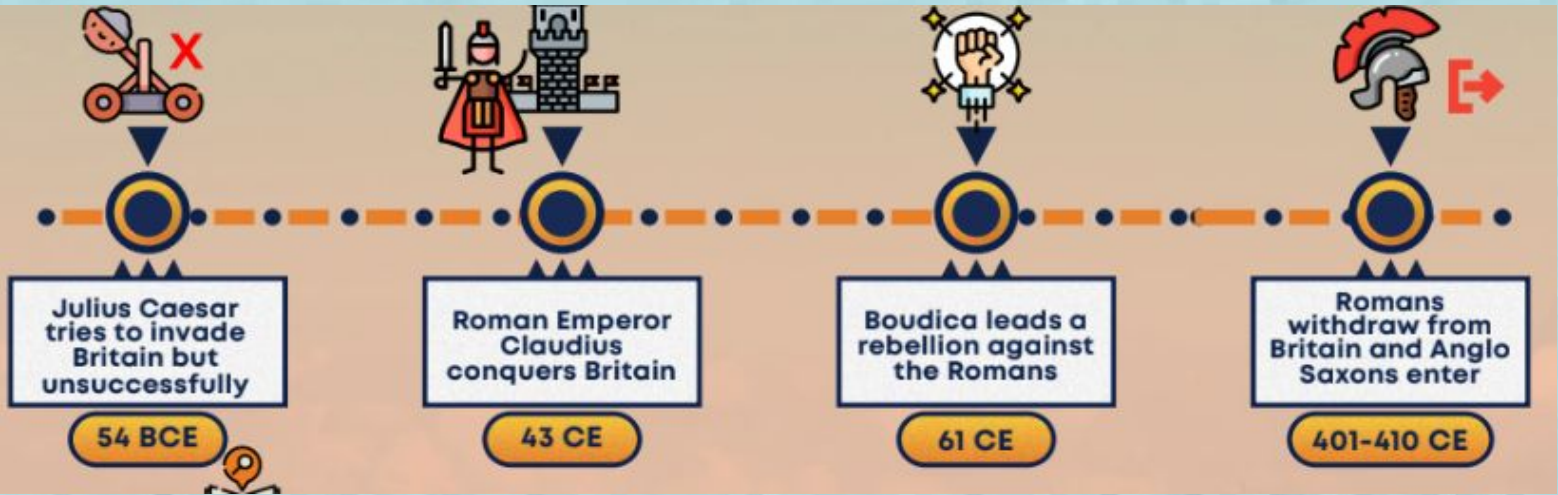 X
Julius Caesar
tries to invade
Britain but
unsuccessfully
54 BCE
Roman Emperor
Claudius
conquers Britain
43 CE
Boudica leads a
rebellion against
the Romans
61 CE
Romans
withdraw from
Britain and Anglo
Saxons enter
401-410 CE